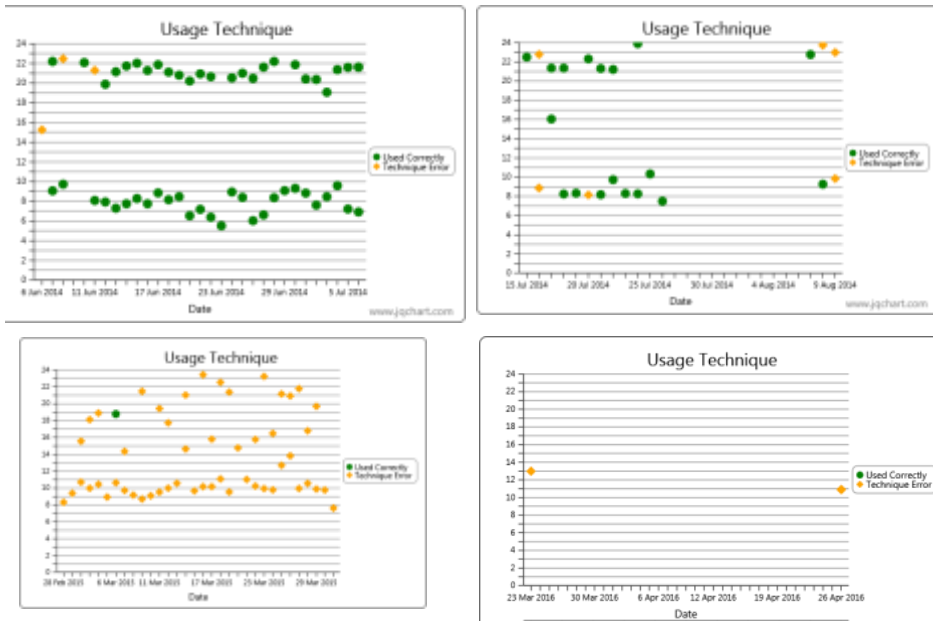 Usage Technique
24
22
20
18
16
14
12
10
8
6
4
2
0
6 Jun 2014 11 Jun 2014 17 Jun 2014 23 Jun 2014 29 Jun 2014 5 Jul 2014
Date
Used Correctly
Technique Error
www.jqchart.com
Usage Technique
24
22
20
18
16
14
12
10
8
6
4
2
0
15 Jul 2014 20 Jul 2014 25 Jul 2014 30 Jul 2014 4 Aug 2014 9 Aug 2014
Date
Used Correctly
Technique Error
www.jqchart.com
Usage Technique
24
22
20
18
16
14
12
10
8
6
4
2
0
28 Feb 2015 6 Mar 2015 11 Mar 2015 17 Mar 2015 23 Mar 2015 29 Mar 2015
Date
Used Correctly
Technique Error
Usage Technique
24
22
20
18
16
14
12
10
8
6
4
2
0
23 Mar 2016 30 Mar 2016 6 Apr 2016 12 Apr 2016 19 Apr 2016 26 Apr 2016
Date
Used Correctly
Technique Error